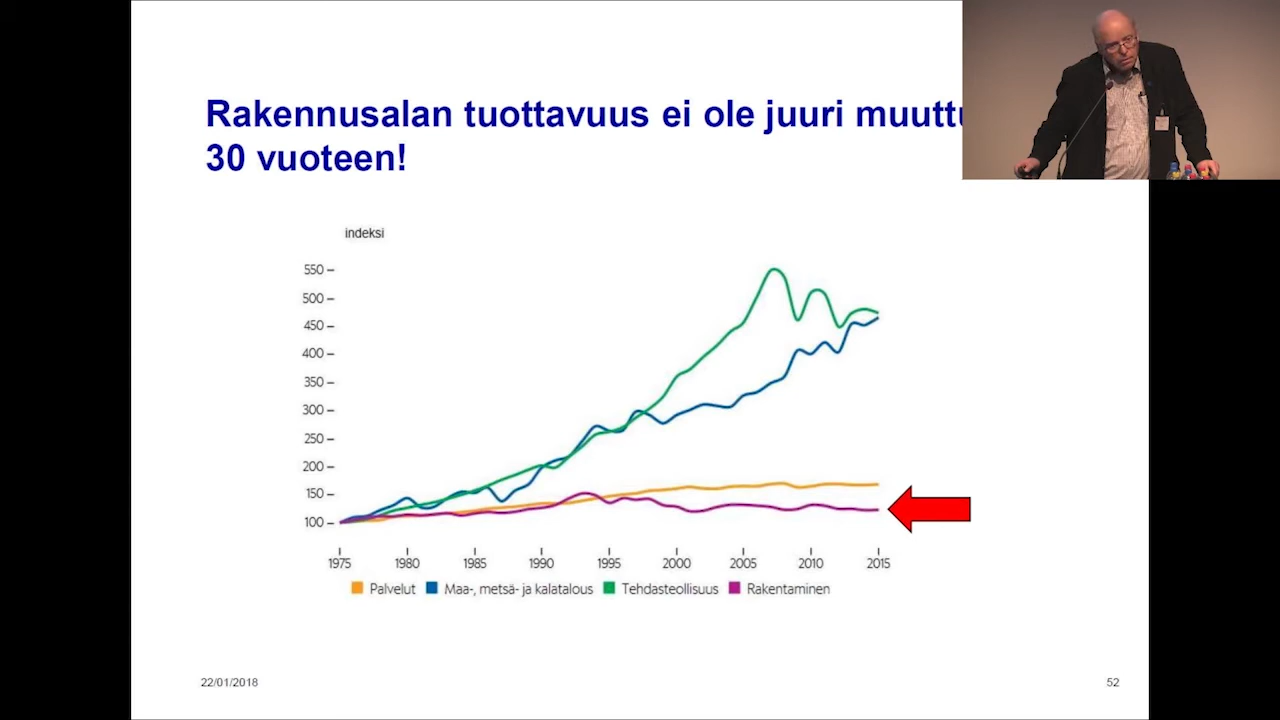 Rakennusalan tuottavuus ei ole juuri
30 vuoteen!
indeksi
550
500
450
400
350
300
250
200
150
100
1975 1980 1985 1990 1995 2000 2005 2010 2015
Palvelut Maa-, metsä- ja kalatalous Tehdasteollisuus Rakentaminen
22/01/2018 52